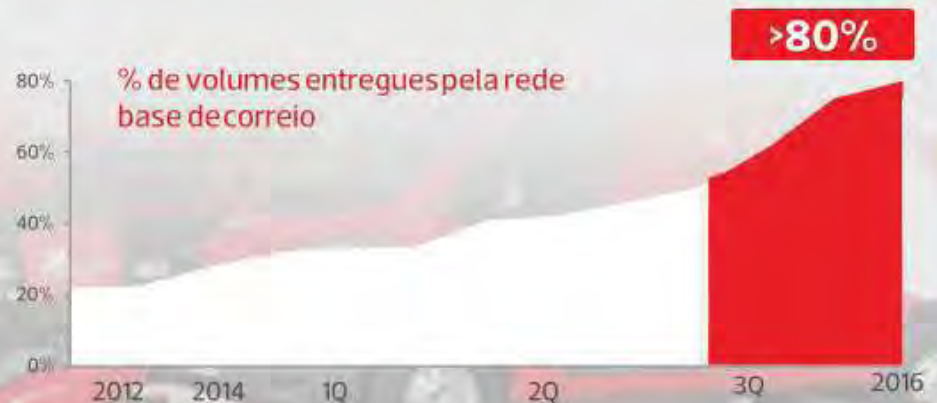 >80%
% de volumes entregues pela rede
base de correio
80%
60%
40%
20%
0%
2012 2014 1Q 2Q 3Q 2016